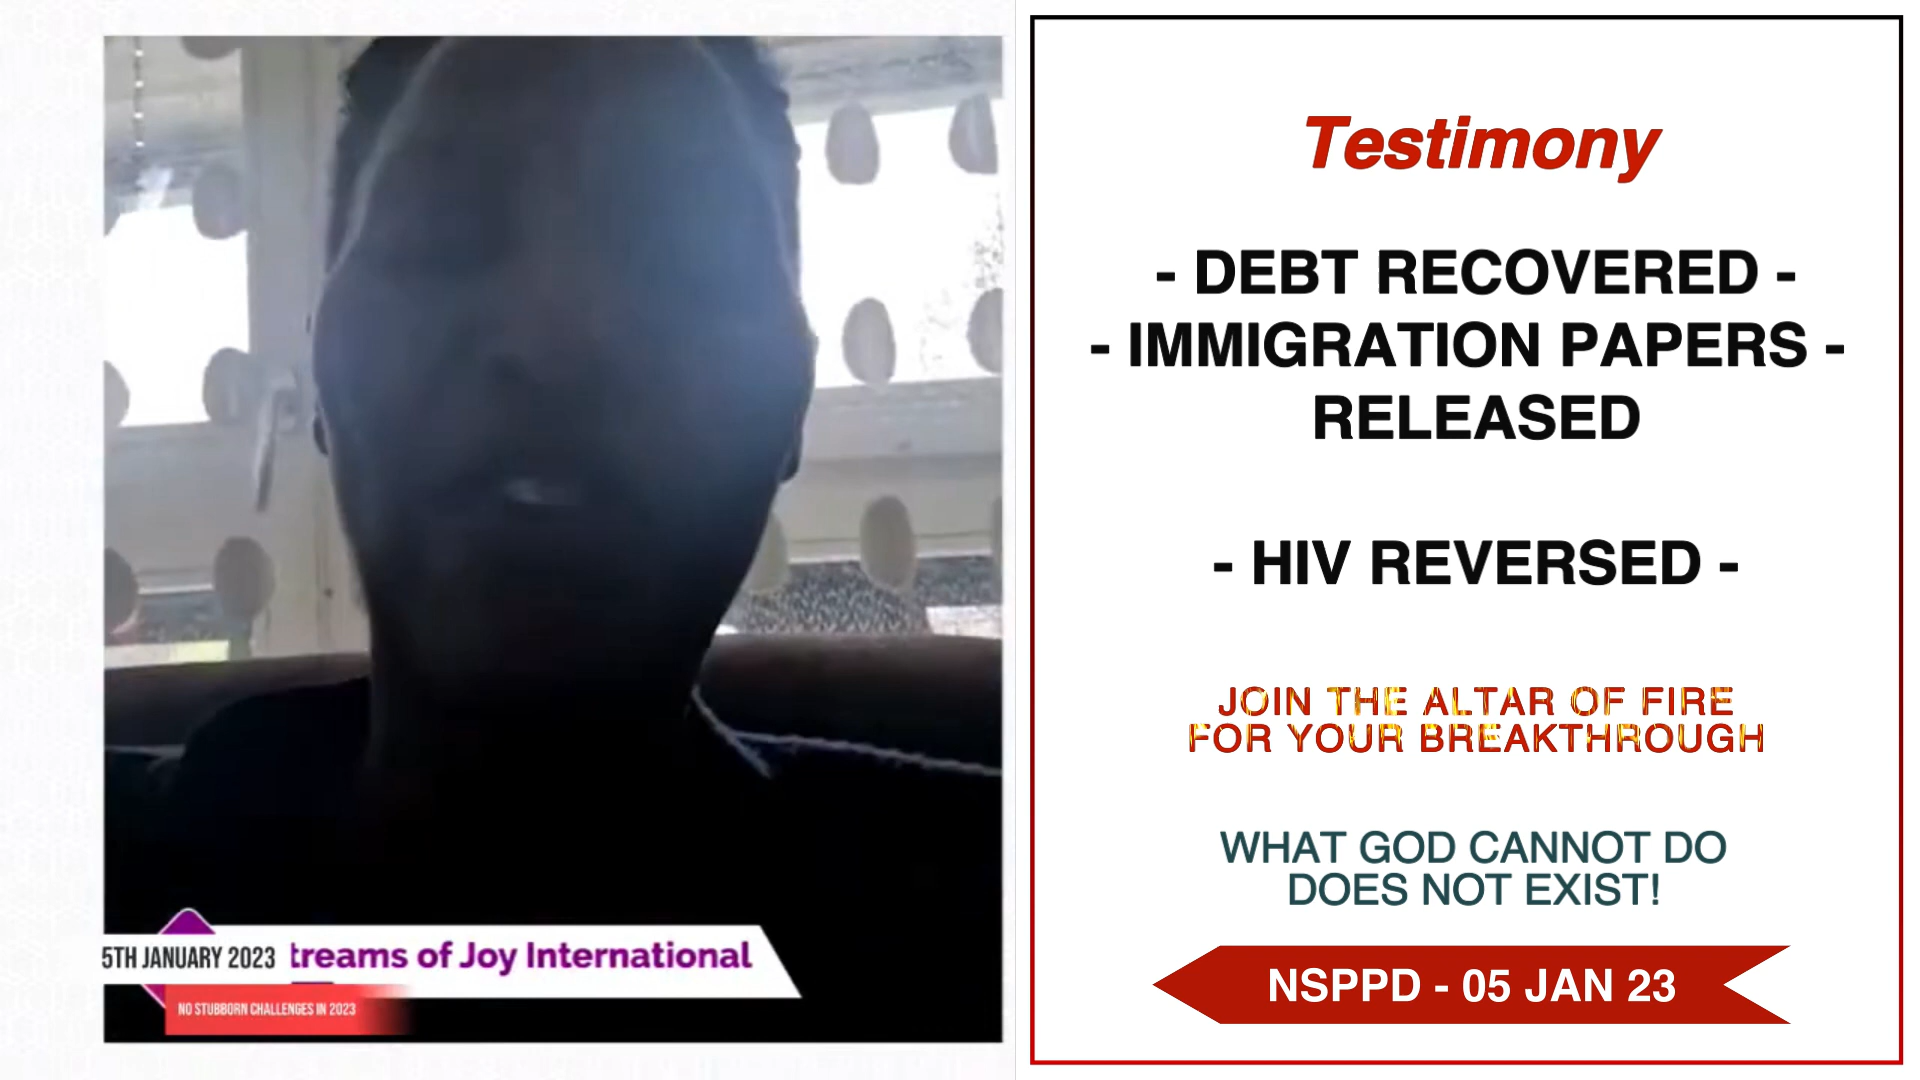 5TH JANUARY 2023
treams of Joy International
NO STUBBORN CHALLENGES IN 2023
Testimony
- DEBT RECOVERED -
- IMMIGRATION PAPERS -
RELEASED
- HIV REVERSED -
JOIN THE ALTAR OF FIRE
FOR YOUR BREAKTHROUGH
WHAT GOD CANNOT DO
DOES NOT EXIST!
NSPPD - 05 JAN 23